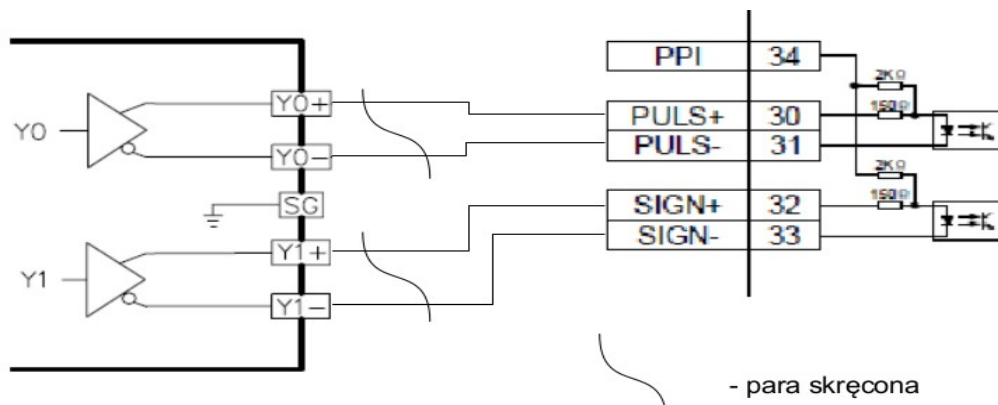 PPI 34
2KΩ
Y0+
PULS+ 30
150Ω
Y0
PULS- 31
Y0-
2KΩ
SG
SIGN+ 32
150Ω
SIGN- 33
Y1+
Y1
Y1-
- para skręcona